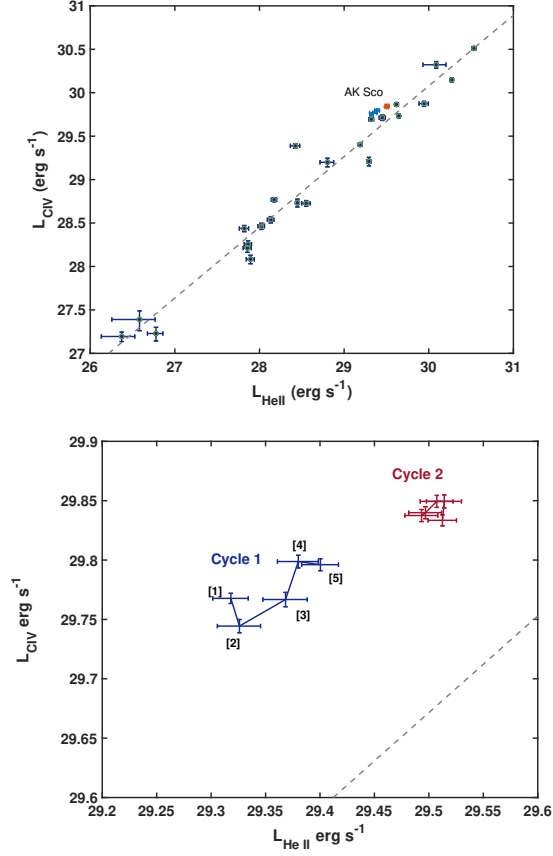 31
30.5
30
29.5
29
28.5
28
27.5
27
L_CIV (erg s⁻¹)
AK Sco
26 27 28 29 30 31
L_HeII (erg s⁻¹)
29.9
29.85
29.8
29.75
29.7
29.65
29.6
L_CIV erg s⁻¹
Cycle 2
Cycle 1
[4]
[5]
[1]
[3]
[2]
29.2 29.25 29.3 29.35 29.4 29.45 29.5 29.55 29.6
L_He II erg s⁻¹